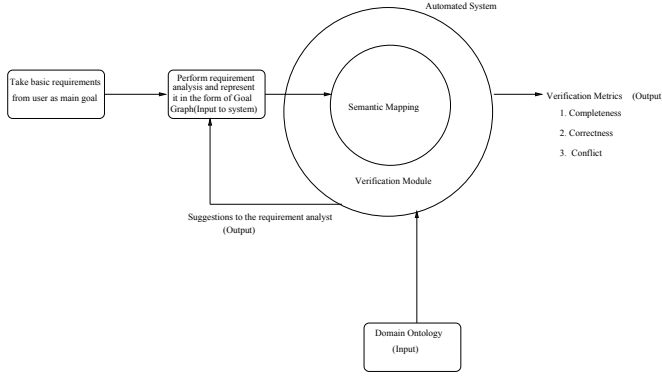 Automated System
Take basic requirements
from user as main goal
Perform requirement
analysis and represent
it in the form of Goal
Graph(Input to system)
Semantic Mapping
Verification Module
Verification Metrics (Output
1. Completeness
2. Correctness
3. Conflict
Suggestions to the requirement analyst
(Output)
Domain Ontology
(Input)